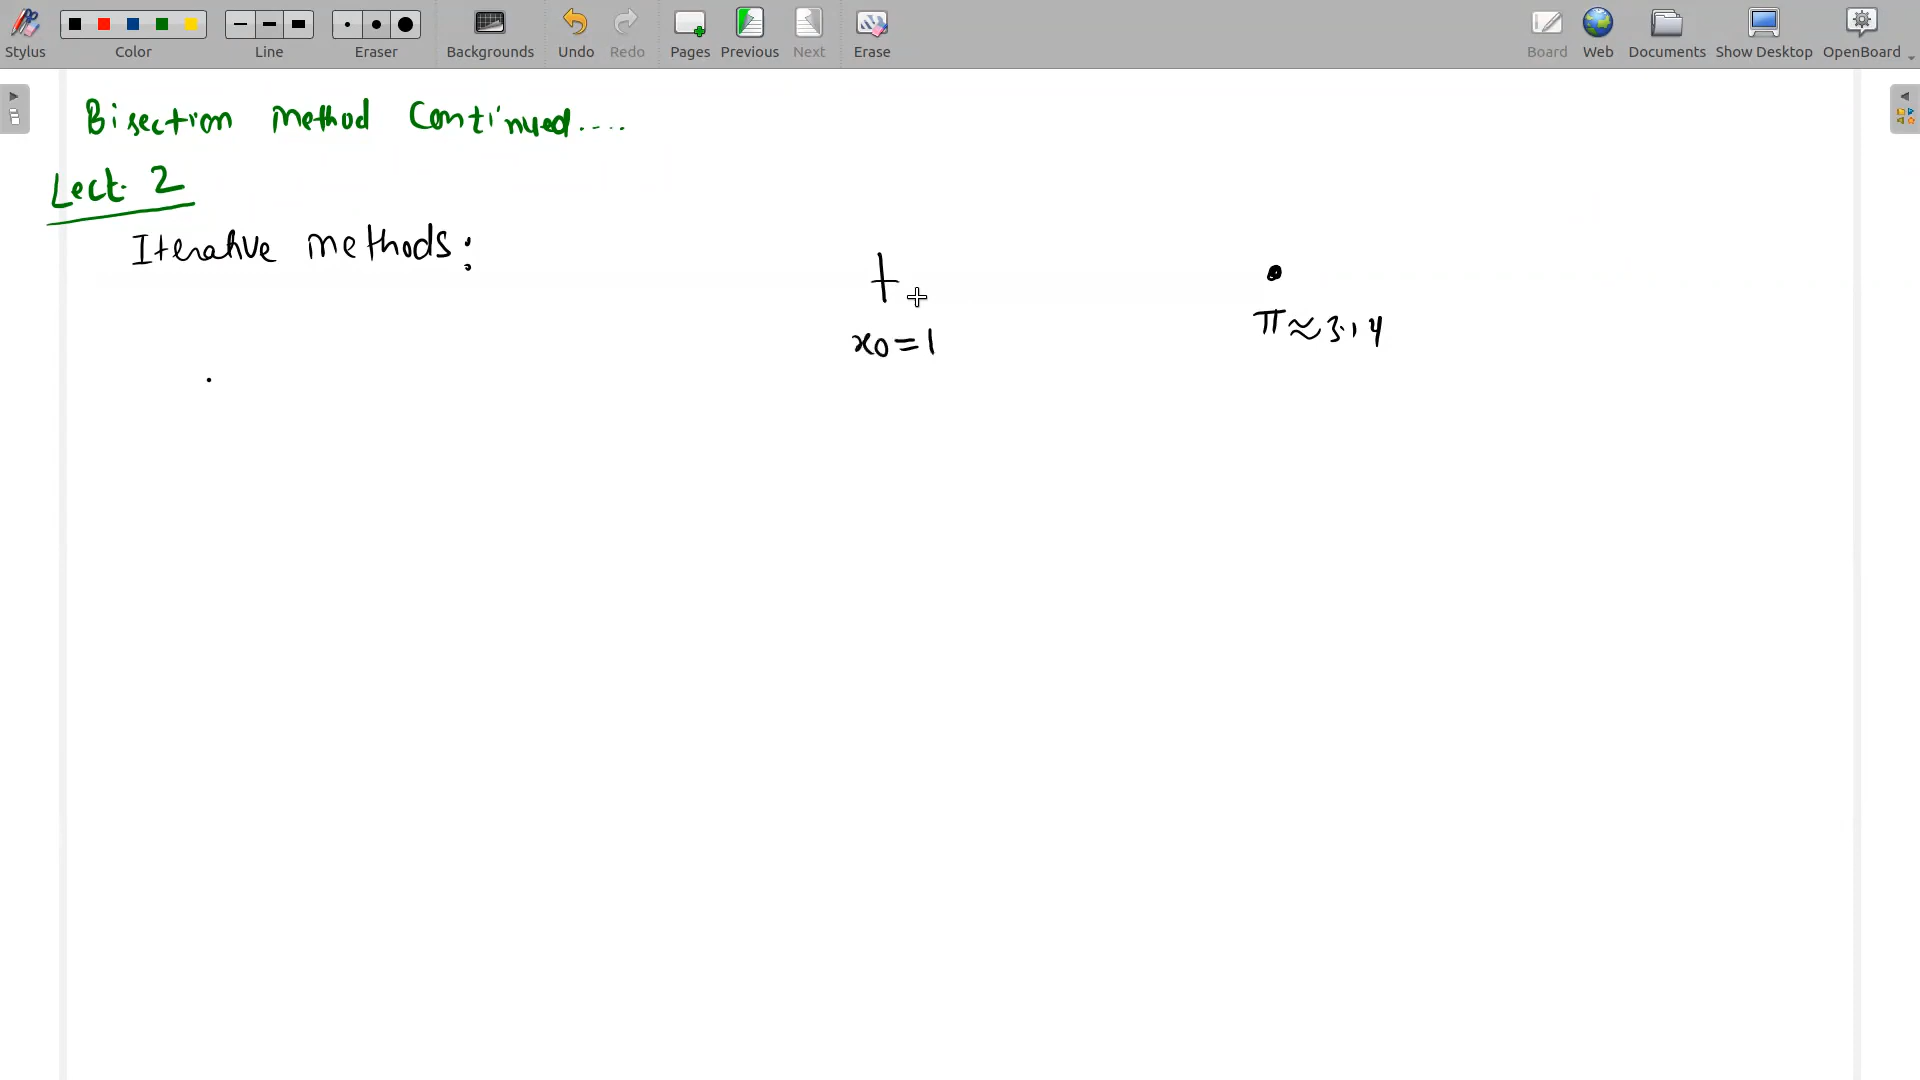 Stylus Color Line Eraser Backgrounds Undo Redo Pages Previous Next Erase Board Web Documents Show Desktop OpenBoard
Bisection method Continued....
Lect. 2
Iterative methods:
x0 = 1
π ≈ 3.14